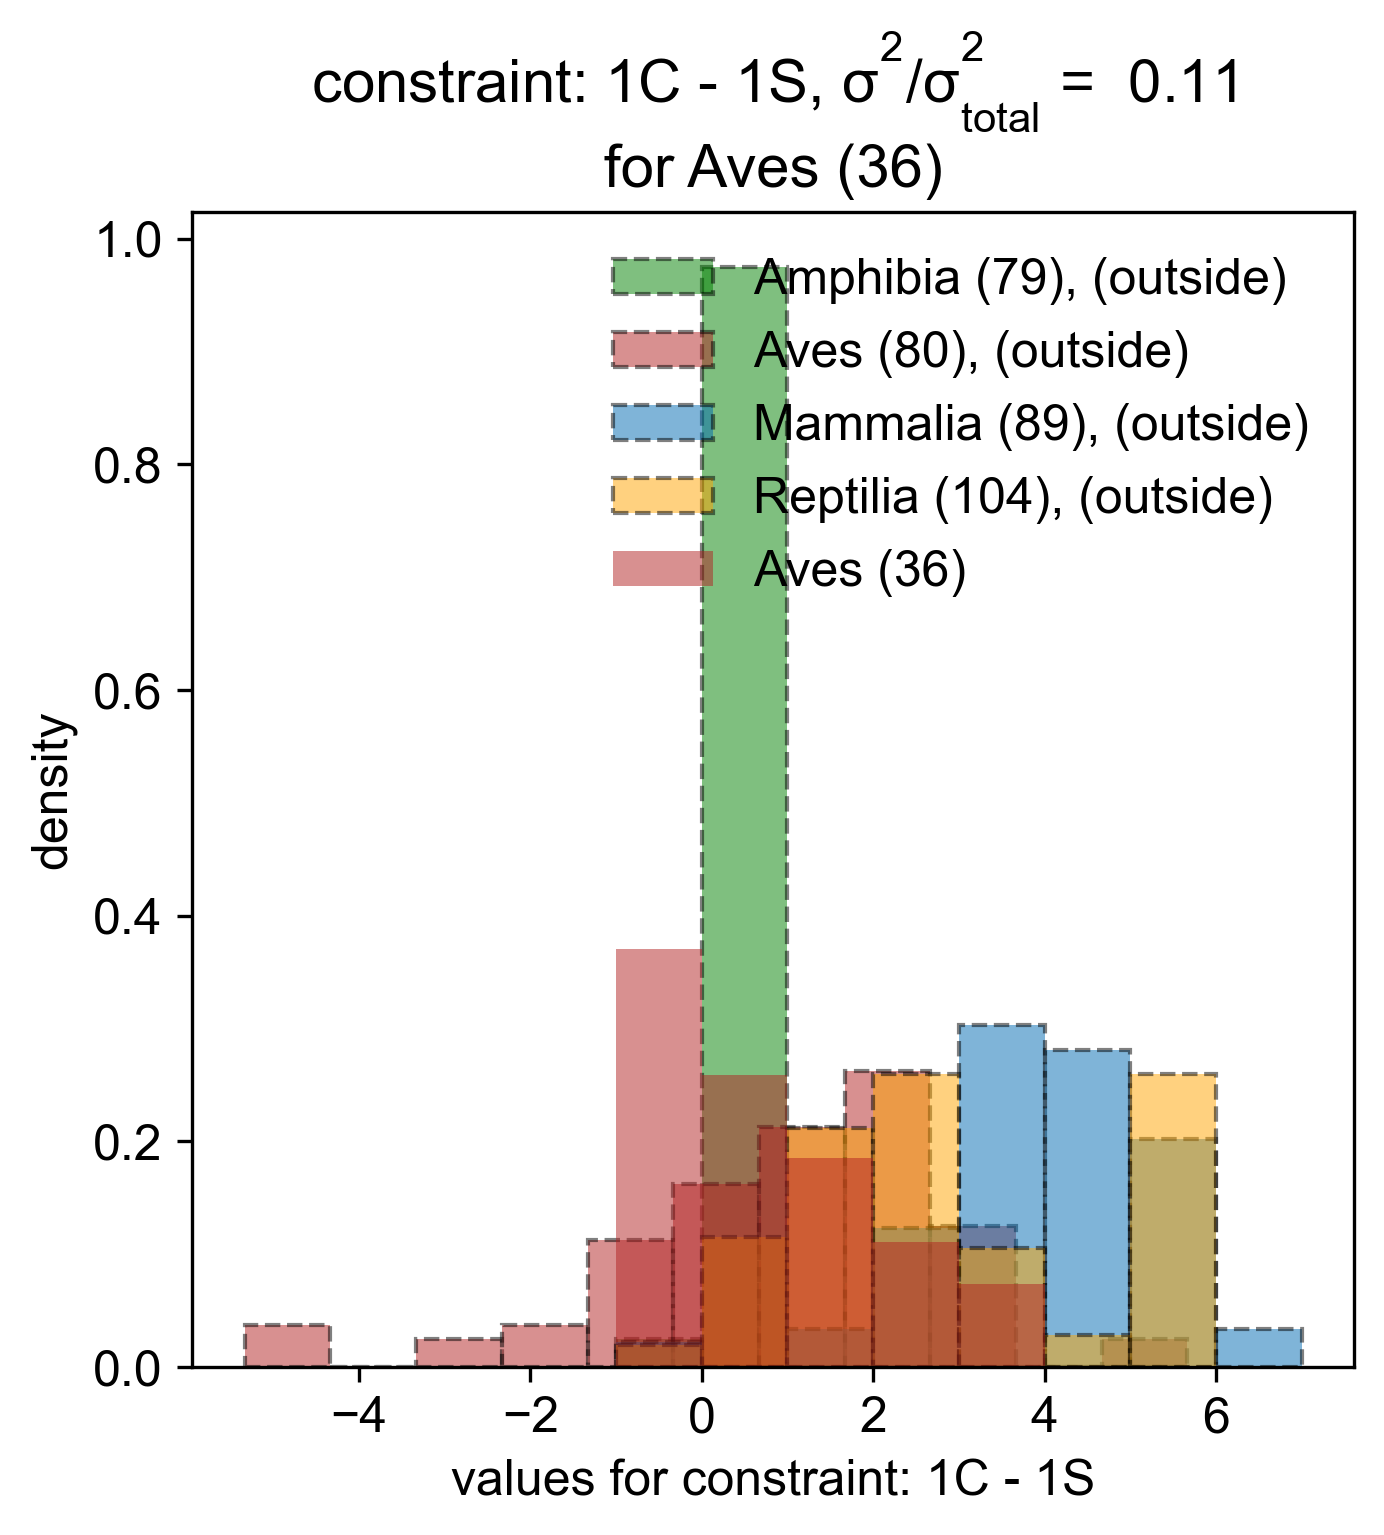 constraint: 1C - 1S, σ²/σ²total = 0.11
for Aves (36)
1.0
0.8
0.6
0.4
0.2
0.0
density
Amphibia (79), (outside)
Aves (80), (outside)
Mammalia (89), (outside)
Reptilia (104), (outside)
Aves (36)
−4 −2 0 2 4 6
values for constraint: 1C - 1S